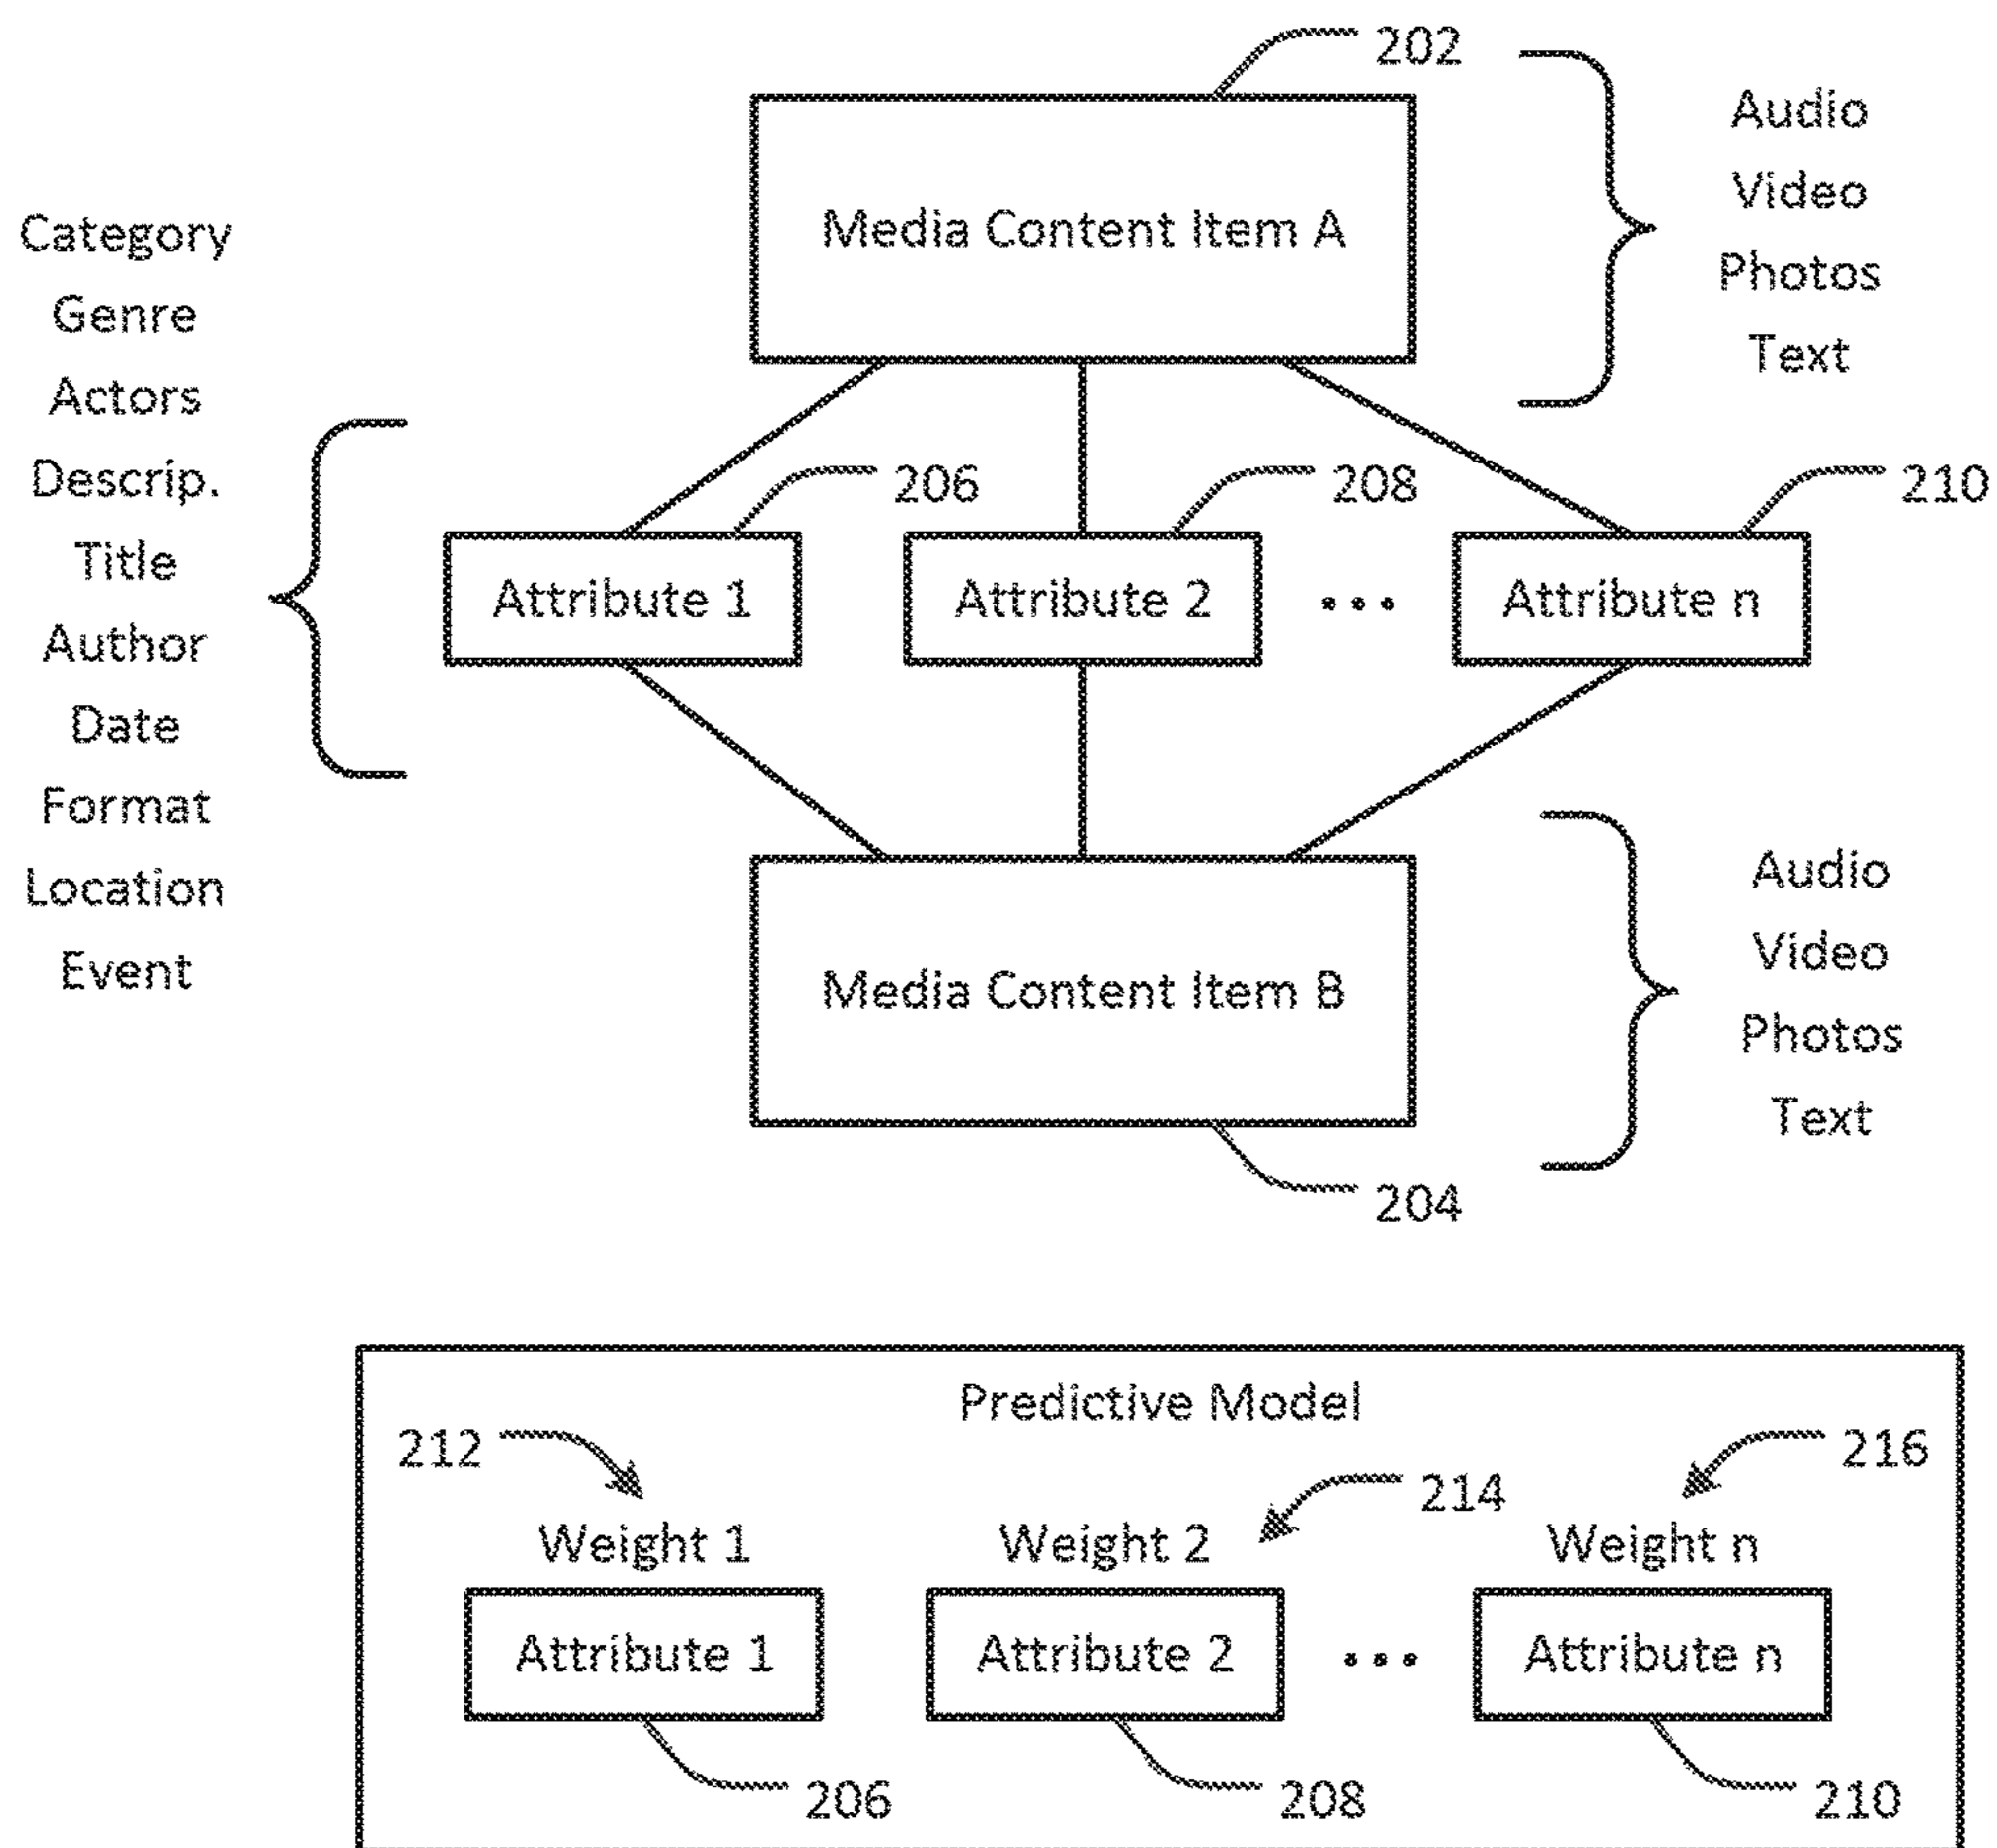 202
Media Content Item A
Audio
Video
Photos
Text
Category
Genre
Actors
Descrip.
Title
Author
Date
Format
Location
Event
206
208
210
Attribute 1
Attribute 2
...
Attribute n
Media Content Item B
204
Audio
Video
Photos
Text
Predictive Model
212
214
216
Weight 1
Weight 2
Weight n
Attribute 1
Attribute 2
...
Attribute n
206
208
210